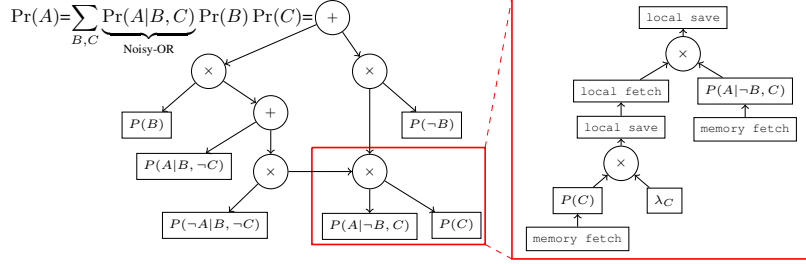 Pr(A)=∑_{B,C} Pr(A|B, C) Pr(B) Pr(C)= +
Noisy-OR
× ×
P(B) + P(¬B)
P(A|B, ¬C)
× ×
P(¬A|B, ¬C) P(A|¬B, C) P(C)
local save
×
local fetch P(A|¬B, C)
local save memory fetch
×
P(C) λ_C
memory fetch